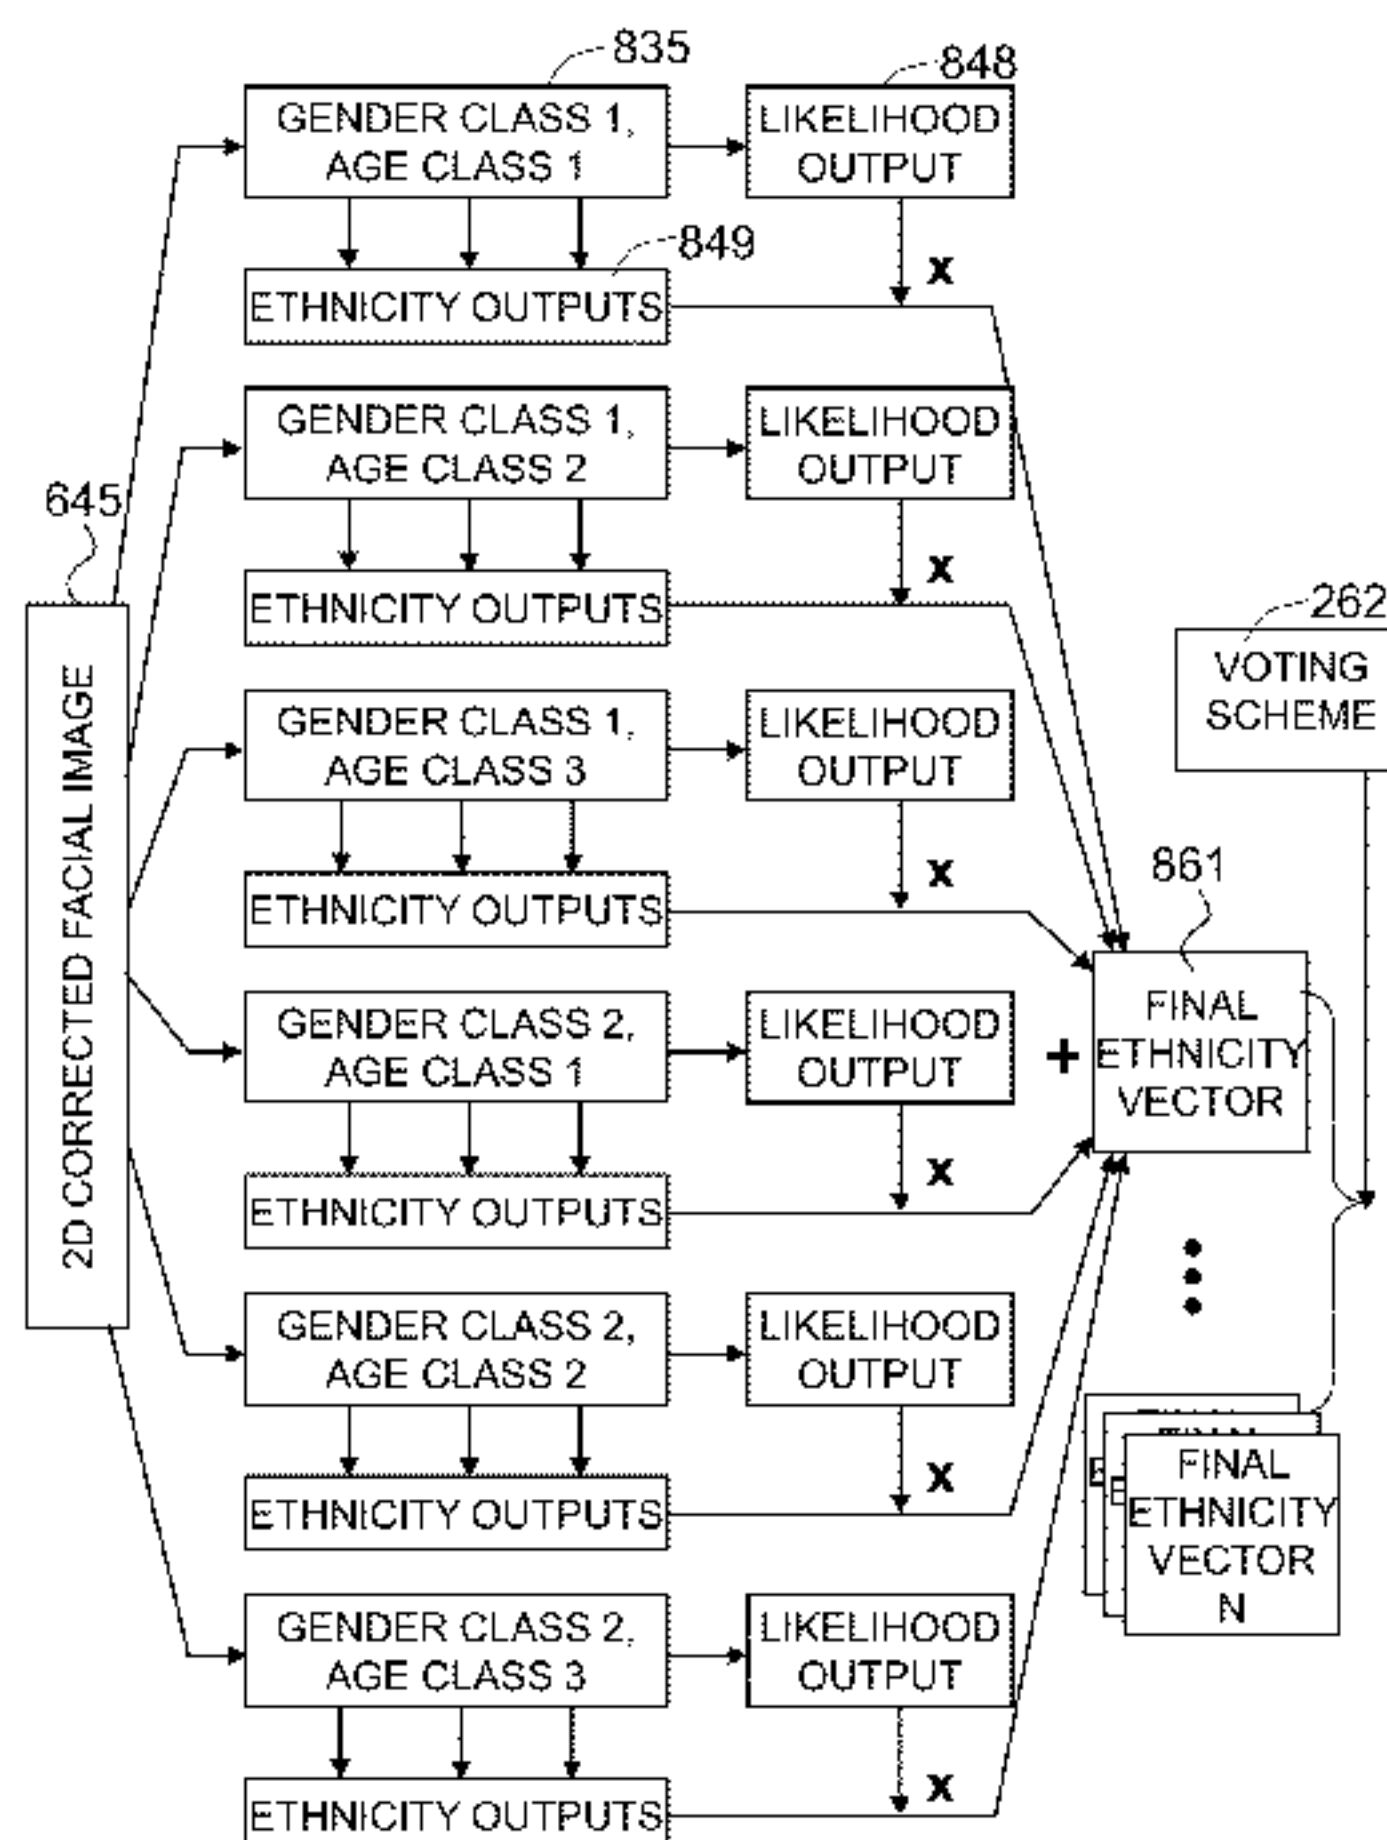 835
848
GENDER CLASS 1,
AGE CLASS 1
LIKELIHOOD
OUTPUT
849
X
ETHNICITY OUTPUTS
GENDER CLASS 1,
AGE CLASS 2
LIKELIHOOD
OUTPUT
645
X
ETHNICITY OUTPUTS
262
VOTING
SCHEME
2D CORRECTED FACIAL IMAGE
GENDER CLASS 1,
AGE CLASS 3
LIKELIHOOD
OUTPUT
861
X
ETHNICITY OUTPUTS
GENDER CLASS 2,
AGE CLASS 1
LIKELIHOOD
OUTPUT
+
FINAL
ETHNICITY
VECTOR
X
ETHNICITY OUTPUTS
GENDER CLASS 2,
AGE CLASS 2
LIKELIHOOD
OUTPUT
X
ETHNICITY OUTPUTS
FINAL
ETHNICITY
VECTOR
N
GENDER CLASS 2,
AGE CLASS 3
LIKELIHOOD
OUTPUT
X
ETHNICITY OUTPUTS